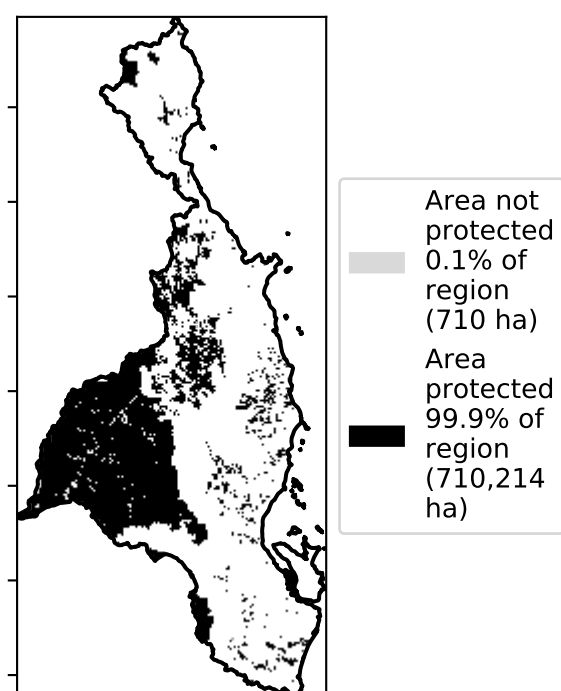 Area not
protected
0.1% of
region
(710 ha)
Area
protected
99.9% of
region
(710,214
ha)